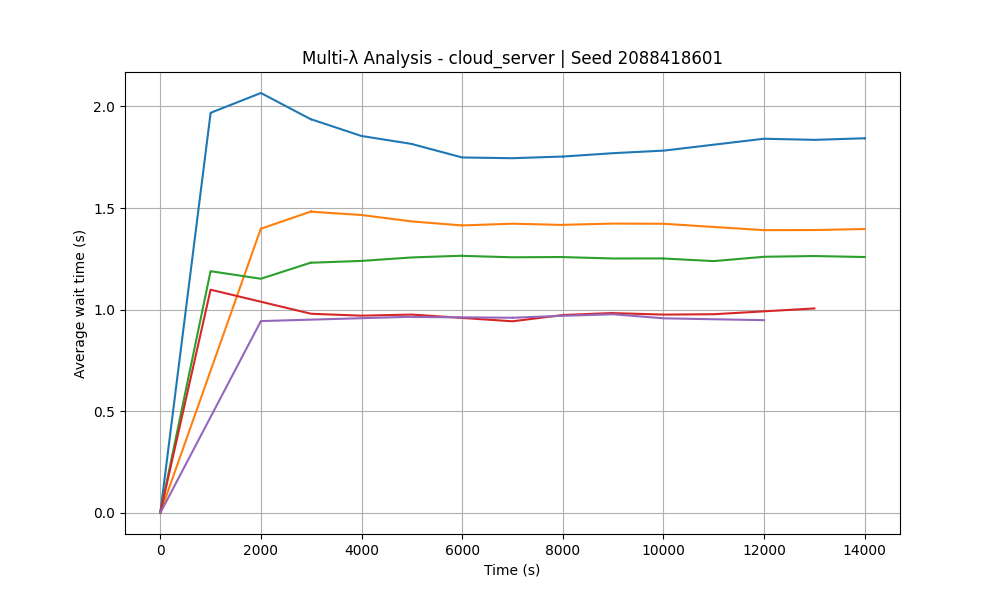 Multi-λ Analysis - cloud_server | Seed 2088418601
Average wait time (s)
2.0
1.5
1.0
0.5
0.0
0 2000 4000 6000 8000 10000 12000 14000
Time (s)